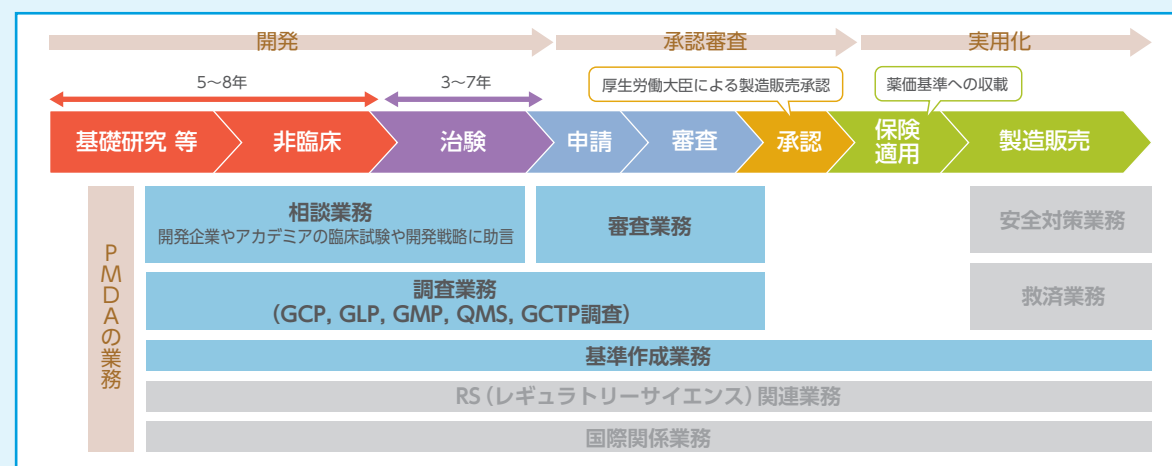 開発
承認審査
実用化
5～8年
3～7年
厚生労働大臣による製造販売承認
薬価基準への収載
基礎研究 等
非臨床
治験
申請
審査
承認
保険
適用
製造販売
PMDAの業務
相談業務
開発企業やアカデミアの臨床試験や開発戦略に助言
審査業務
安全対策業務
調査業務
（GCP, GLP, GMP, QMS, GCTP調査）
救済業務
基準作成業務
RS（レギュラトリーサイエンス）関連業務
国際関係業務